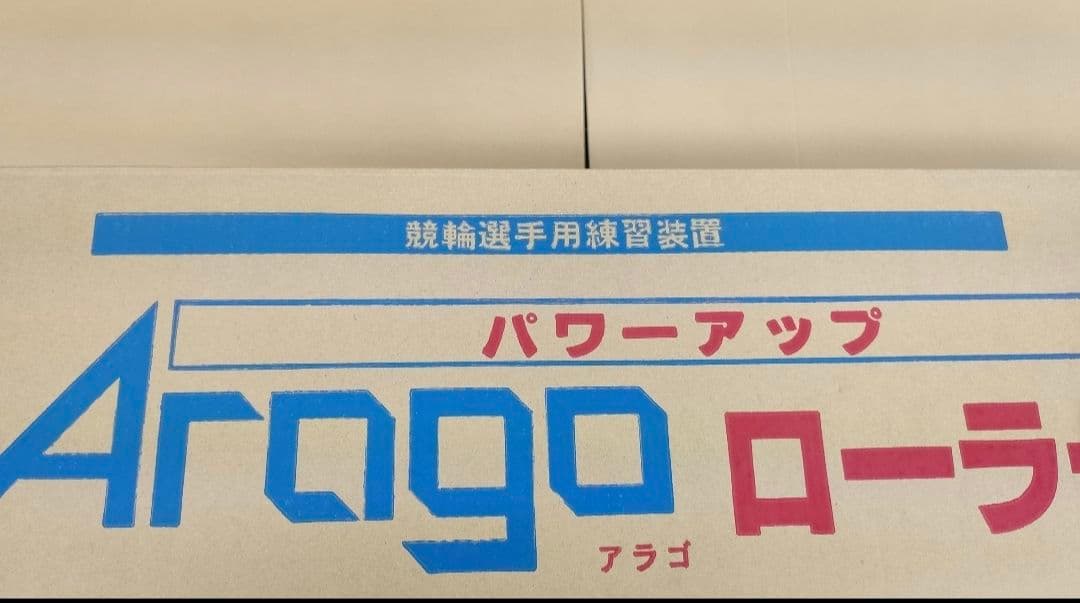 競輪選手用練習装置
パワーアップ
Arago ローラー
アラゴ